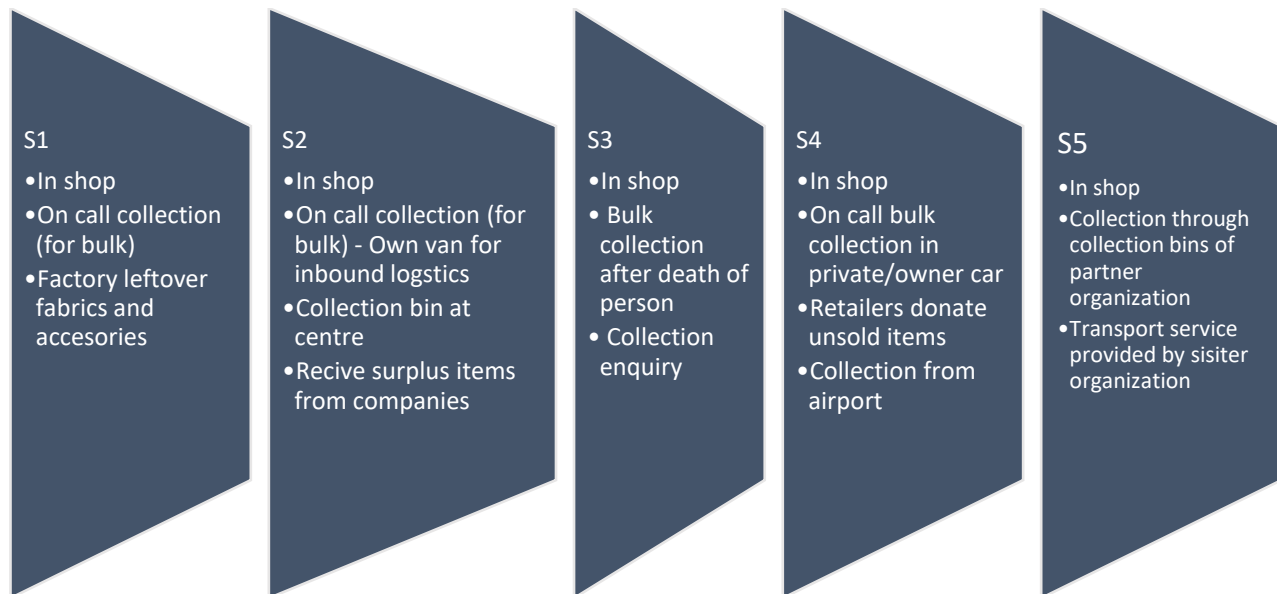 S1
•In shop
•On call collection
(for bulk)
•Factory leftover
fabrics and
accesories
S2
•In shop
•On call collection (for
bulk) - Own van for
inbound logstics
•Collection bin at
centre
•Recive surplus items
from companies
S3
•In shop
• Bulk
collection
after death of
person
• Collection
enquiry
S4
•In shop
•On call bulk
collection in
private/owner car
•Retailers donate
unsold items
•Collection from
airport
S5
•In shop
•Collection through
collection bins of
partner
organization
•Transport service
provided by sisiter
organization